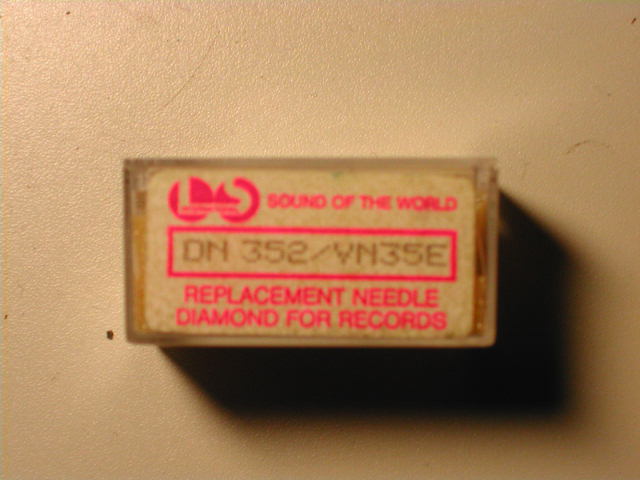 SOUND OF THE WORLD
DN 352/VN35E
REPLACEMENT NEEDLE
DIAMOND FOR RECORDS